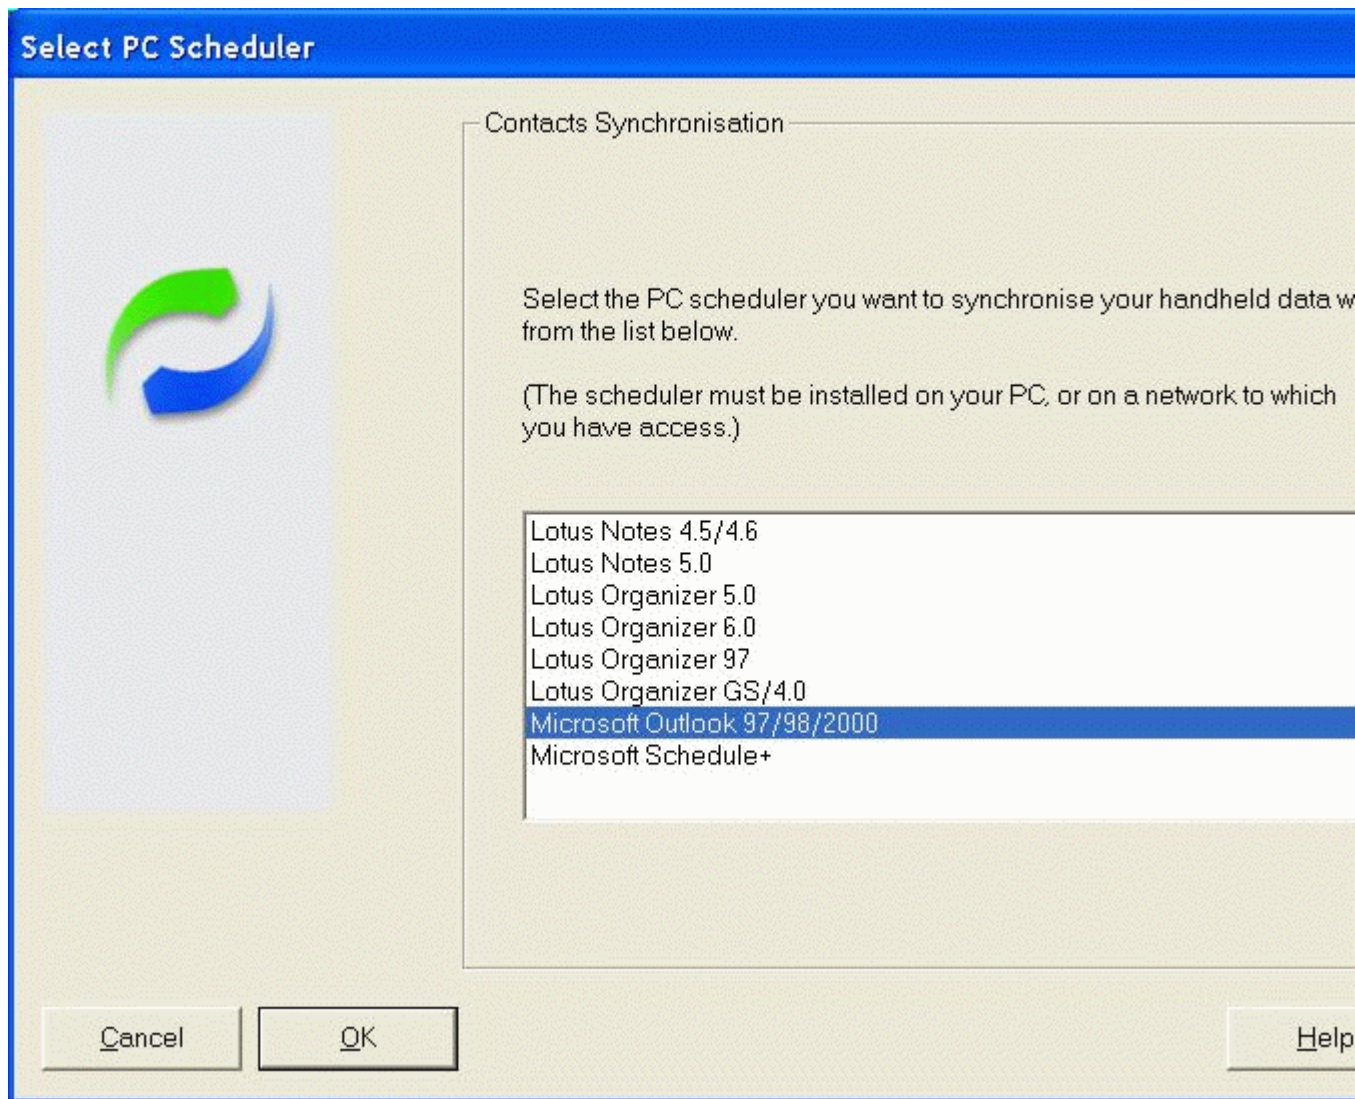 Select PC Scheduler
Contacts Synchronisation
Select the PC scheduler you want to synchronise your handheld data w
from the list below.
(The scheduler must be installed on your PC, or on a network to which
you have access.)
Lotus Notes 4.5/4.6
Lotus Notes 5.0
Lotus Organizer 5.0
Lotus Organizer 6.0
Lotus Organizer 97
Lotus Organizer GS/4.0
Microsoft Outlook 97/98/2000
Microsoft Schedule+
Cancel
OK
Help